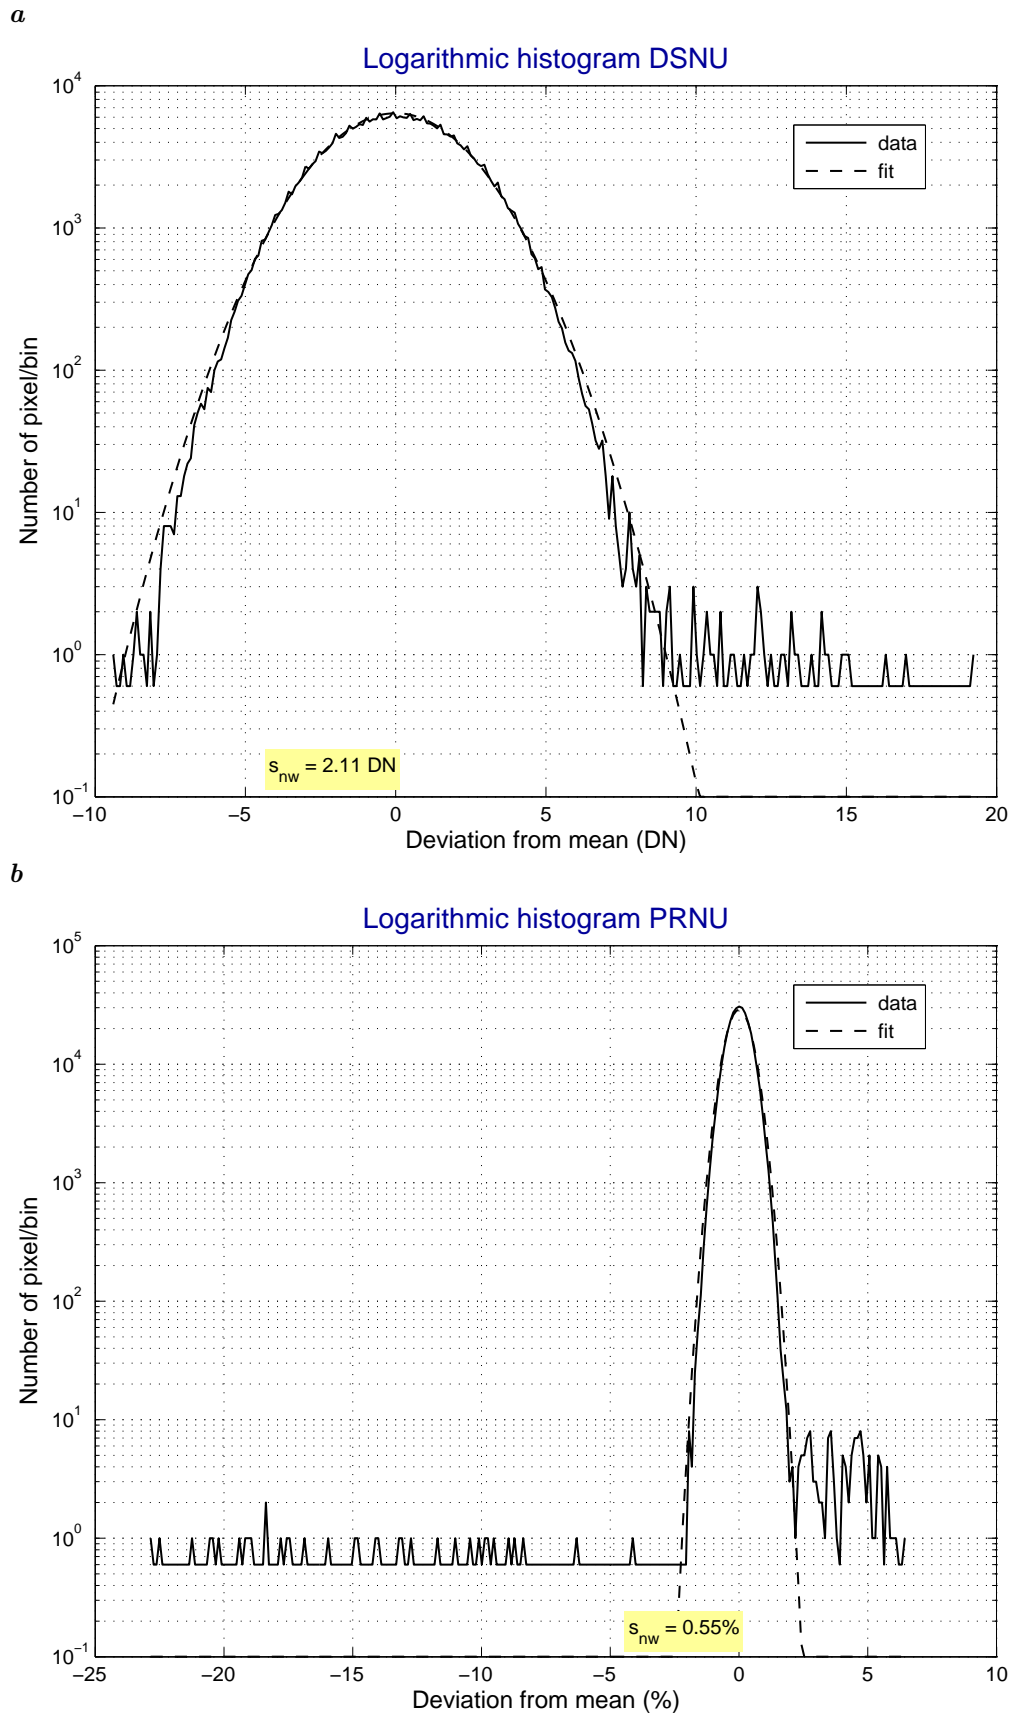 a
Logarithmic histogram DSNU
10^4
10^3
10^2
10^1
10^0
10^-1
Number of pixel/bin
data
fit
s_nw = 2.11 DN
−10 −5 0 5 10 15 20
Deviation from mean (DN)
b
Logarithmic histogram PRNU
10^5
10^4
10^3
10^2
10^1
10^0
10^-1
Number of pixel/bin
data
fit
s_nw = 0.55%
−25 −20 −15 −10 −5 0 5 10
Deviation from mean (%)